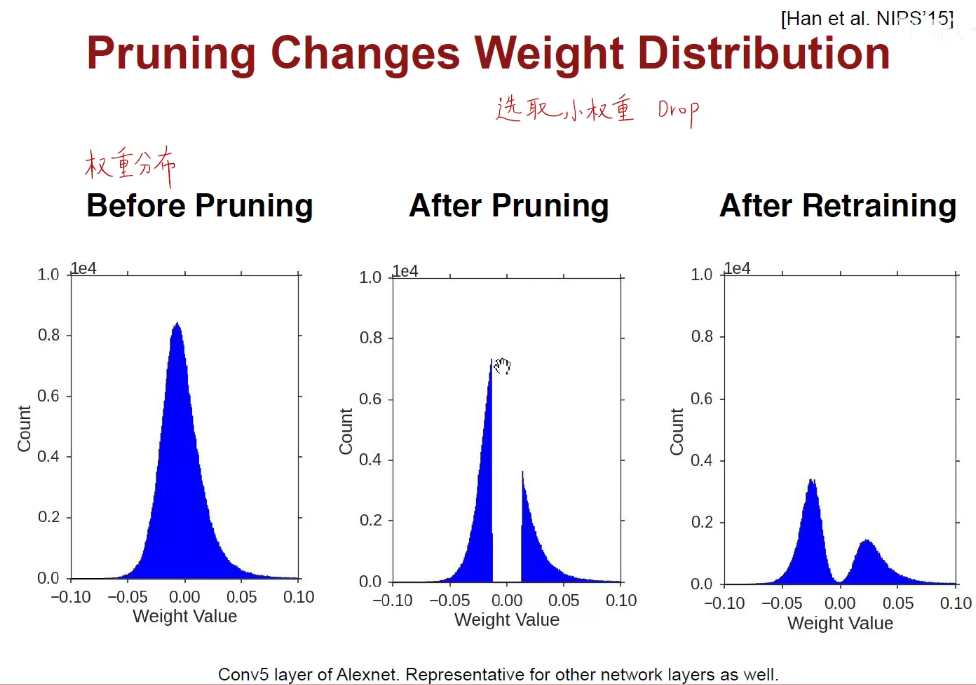 [Han et al. NIPS'15]
Pruning Changes Weight Distribution
选取小权重 Drop
权重分布
Before Pruning
After Pruning
After Retraining
1e4
1.0
0.8
0.6
0.4
0.2
0.0
Count
−0.10 −0.05 0.00 0.05 0.10
Weight Value
1e4
1.0
0.8
0.6
0.4
0.2
0.0
Count
−0.10 −0.05 0.00 0.05 0.10
Weight Value
1e4
1.0
0.8
0.6
0.4
0.2
0.0
Count
−0.10 −0.05 0.00 0.05 0.10
Weight Value
Conv5 layer of Alexnet. Representative for other network layers as well.